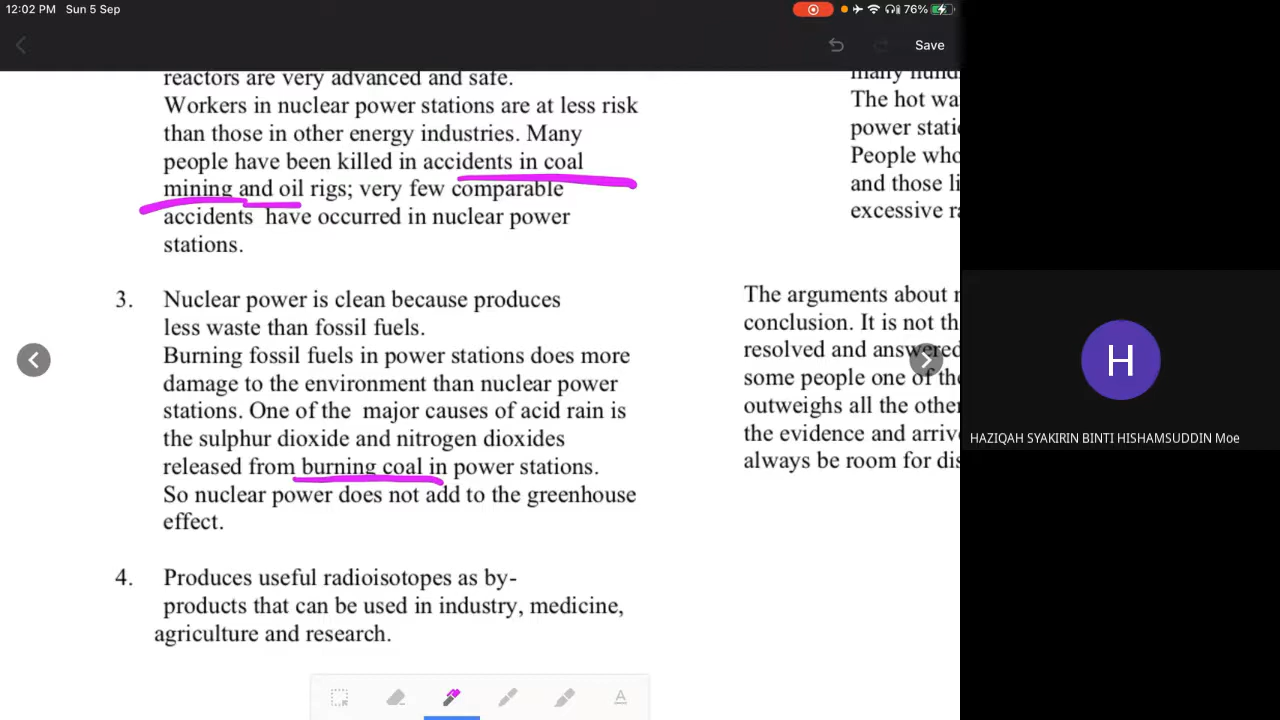 12:02 PM Sun 5 Sep
76%
Save
reactors are very advanced and safe.
Workers in nuclear power stations are at less risk
than those in other energy industries. Many
people have been killed in accidents in coal
mining and oil rigs; very few comparable
accidents have occurred in nuclear power
stations.
3. Nuclear power is clean because produces
less waste than fossil fuels.
Burning fossil fuels in power stations does more
damage to the environment than nuclear power
stations. One of the major causes of acid rain is
the sulphur dioxide and nitrogen dioxides
released from burning coal in power stations.
So nuclear power does not add to the greenhouse
effect.
4. Produces useful radioisotopes as by-
products that can be used in industry, medicine,
agriculture and research.
many hund
The hot wa
power stati
People who
and those li
excessive ra
The arguments about
conclusion. It is not th
resolved and answered
some people one of the
outweighs all the other
the evidence and arrive
always be room for dis
A
H
HAZIQAH SYAKIRIN BINTI HISHAMSUDDIN Moe